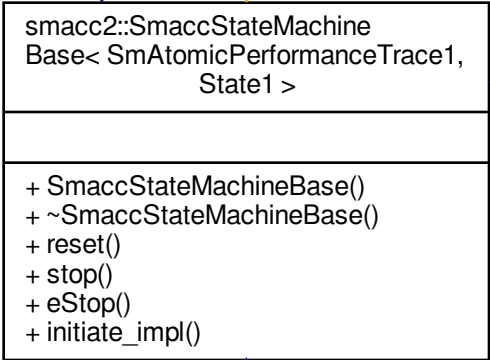 smacc2::SmaccStateMachine
Base< SmAtomicPerformanceTrace1,
State1 >
+ SmaccStateMachineBase()
+ ~SmaccStateMachineBase()
+ reset()
+ stop()
+ eStop()
+ initiate_impl()